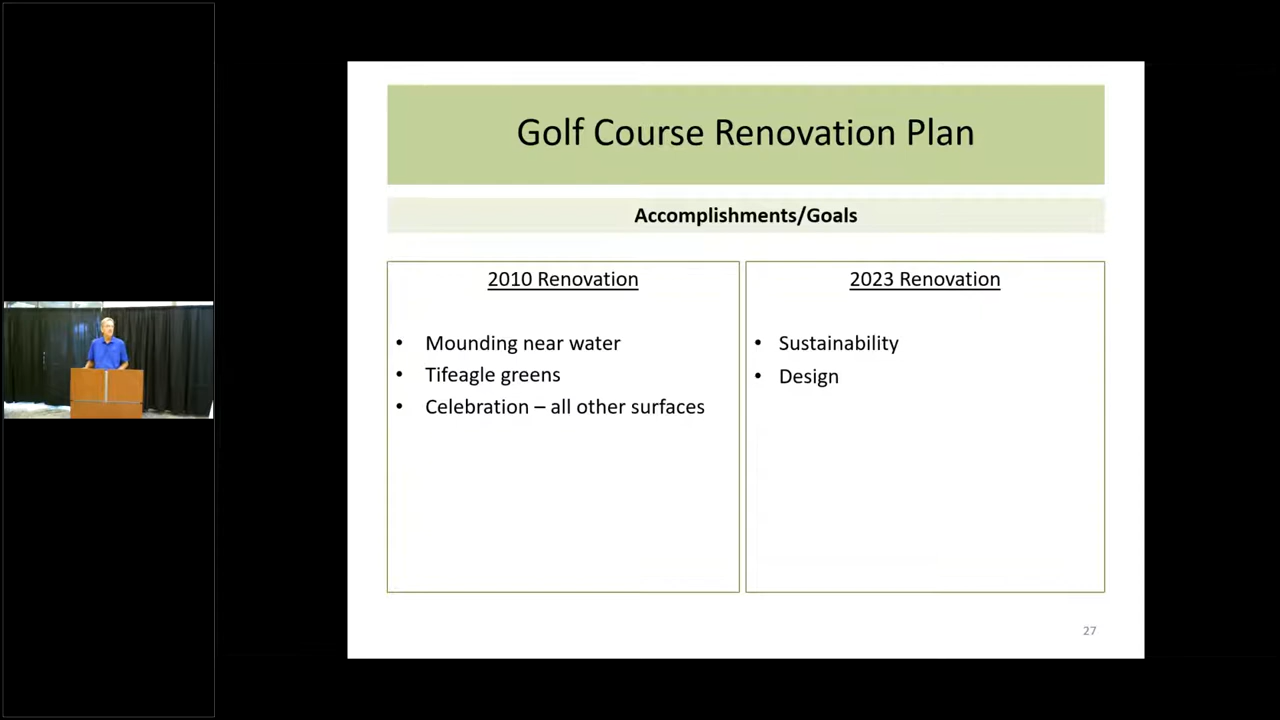 Golf Course Renovation Plan
Accomplishments/Goals
2010 Renovation
• Mounding near water
• Tifeagle greens
• Celebration – all other surfaces
2023 Renovation
• Sustainability
• Design
27